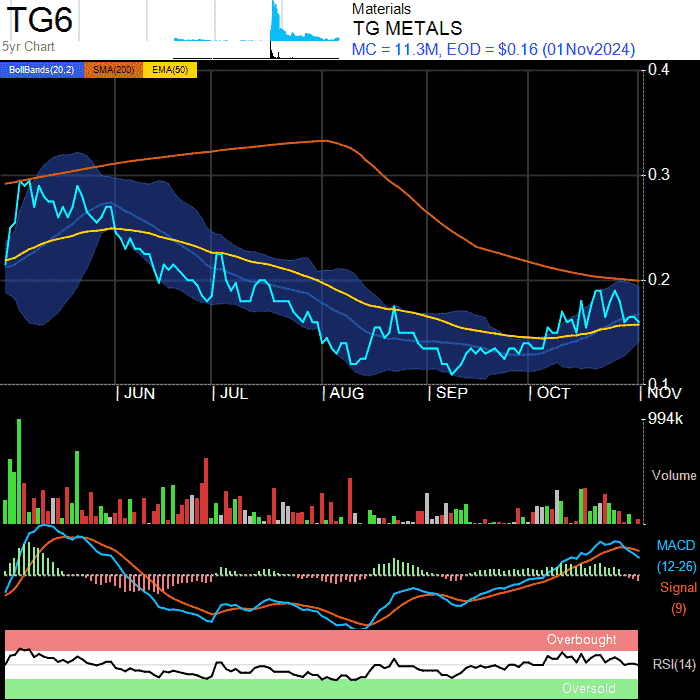 TG6
5yr Chart
Materials
TG METALS
MC = 11.3M, EOD = $0.16 (01Nov2024)
BollBands(20,2) SMA(200) EMA(50)
0.4
0.3
0.2
0.1
JUN JUL AUG SEP OCT NOV
994k
Volume
MACD
(12-26)
Signal
(9)
Overbought
RSI(14)
Oversold